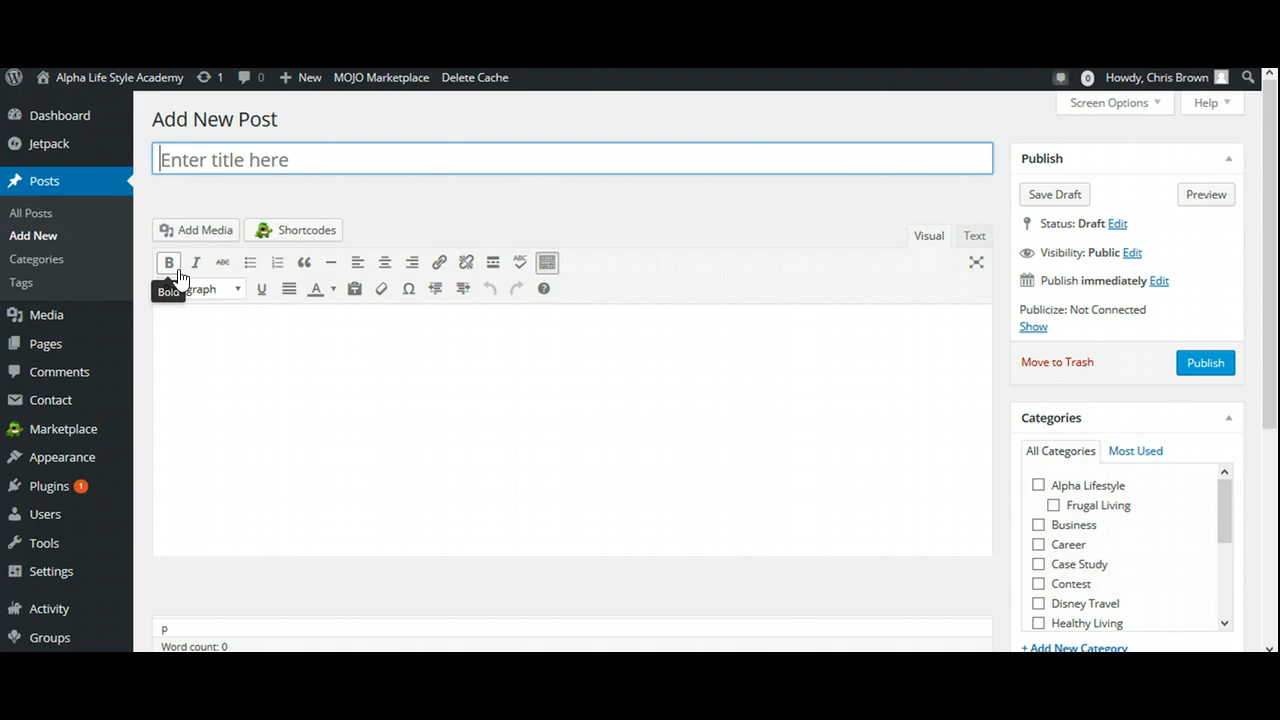 Alpha Life Style Academy 1 0 New MOJO Marketplace Delete Cache 0 Howdy, Chris Brown
Screen Options Help
Dashboard
Jetpack
Posts
All Posts
Add New
Categories
Tags
Media
Pages
Comments
Contact
Marketplace
Appearance
Plugins 1
Users
Tools
Settings
Activity
Groups
Add New Post
Enter title here
Add Media Shortcodes
Visual Text
B I ABC ABC
Bold graph U A Ω
p
Word count: 0
Publish
Save Draft Preview
Status: Draft Edit
Visibility: Public Edit
Publish immediately Edit
Publicize: Not Connected
Show
Move to Trash Publish
Categories
All Categories Most Used
Alpha Lifestyle
Frugal Living
Business
Career
Case Study
Contest
Disney Travel
Healthy Living
+ Add New Category